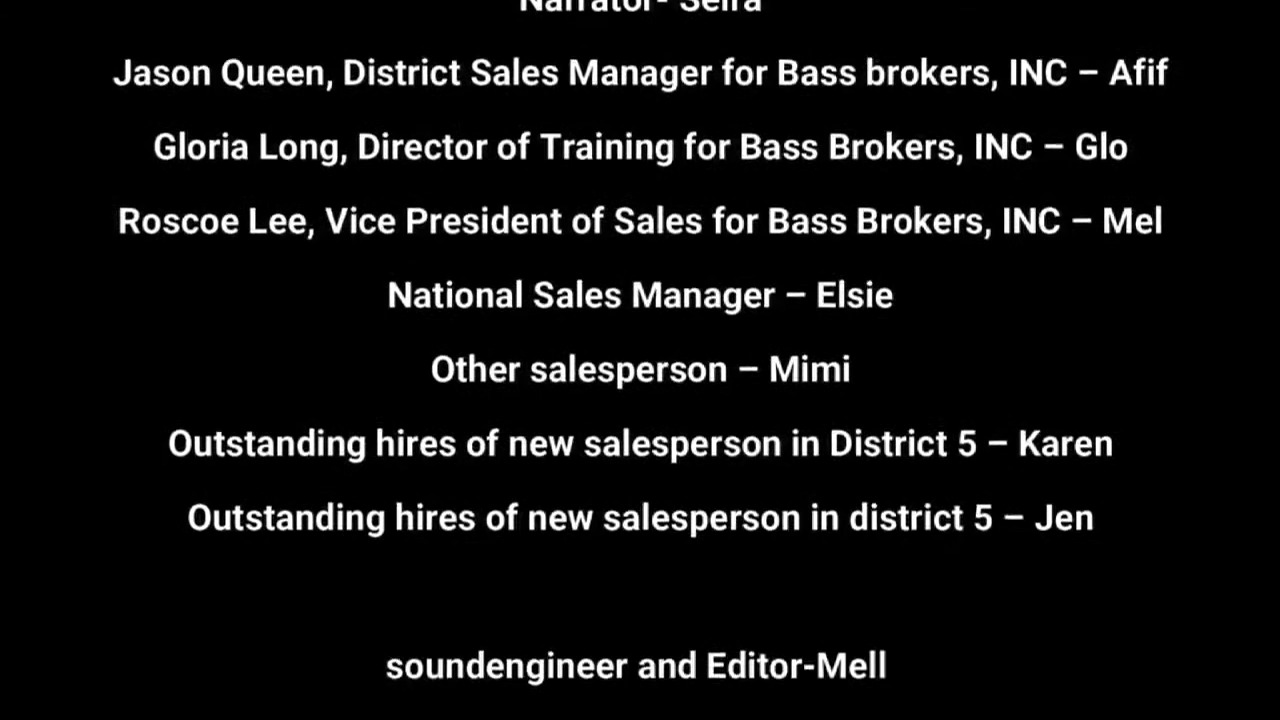 Narrator- Seira
Jason Queen, District Sales Manager for Bass brokers, INC – Afif
Gloria Long, Director of Training for Bass Brokers, INC – Glo
Roscoe Lee, Vice President of Sales for Bass Brokers, INC – Mel
National Sales Manager – Elsie
Other salesperson – Mimi
Outstanding hires of new salesperson in District 5 – Karen
Outstanding hires of new salesperson in district 5 – Jen
soundengineer and Editor-Mell